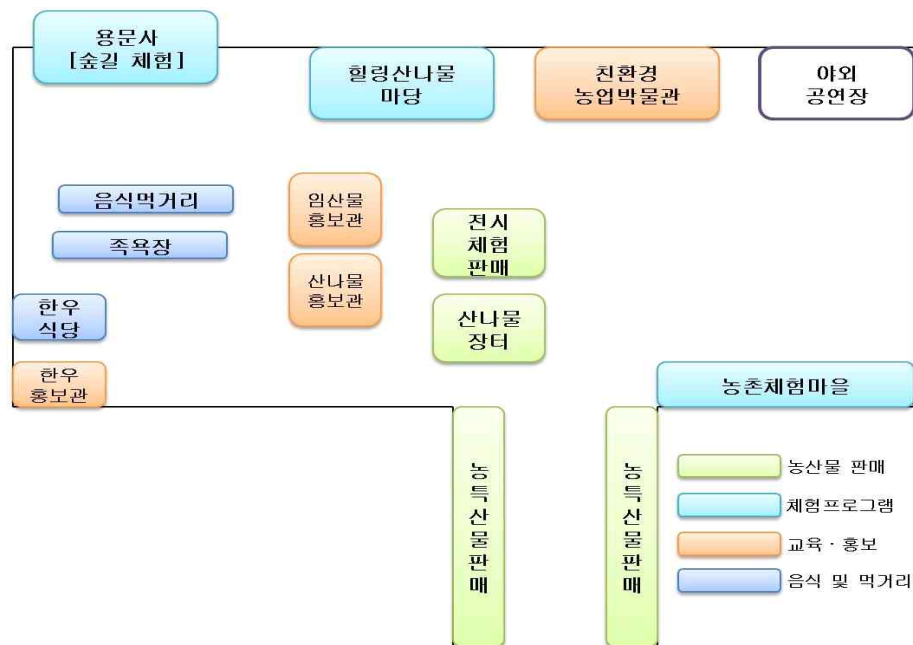 용문사
[숲길 체험]
힐링산나물
마당
친환경
농업박물관
야외
공연장
음식먹거리
족욕장
임산물
홍보관
산나물
홍보관
전시
체험
판매
산나물
장터
한우
식당
한우
홍보관
농촌체험마을
농특산물판매
농특산물판매
농산물 판매
체험프로그램
교육·홍보
음식 및 먹거리